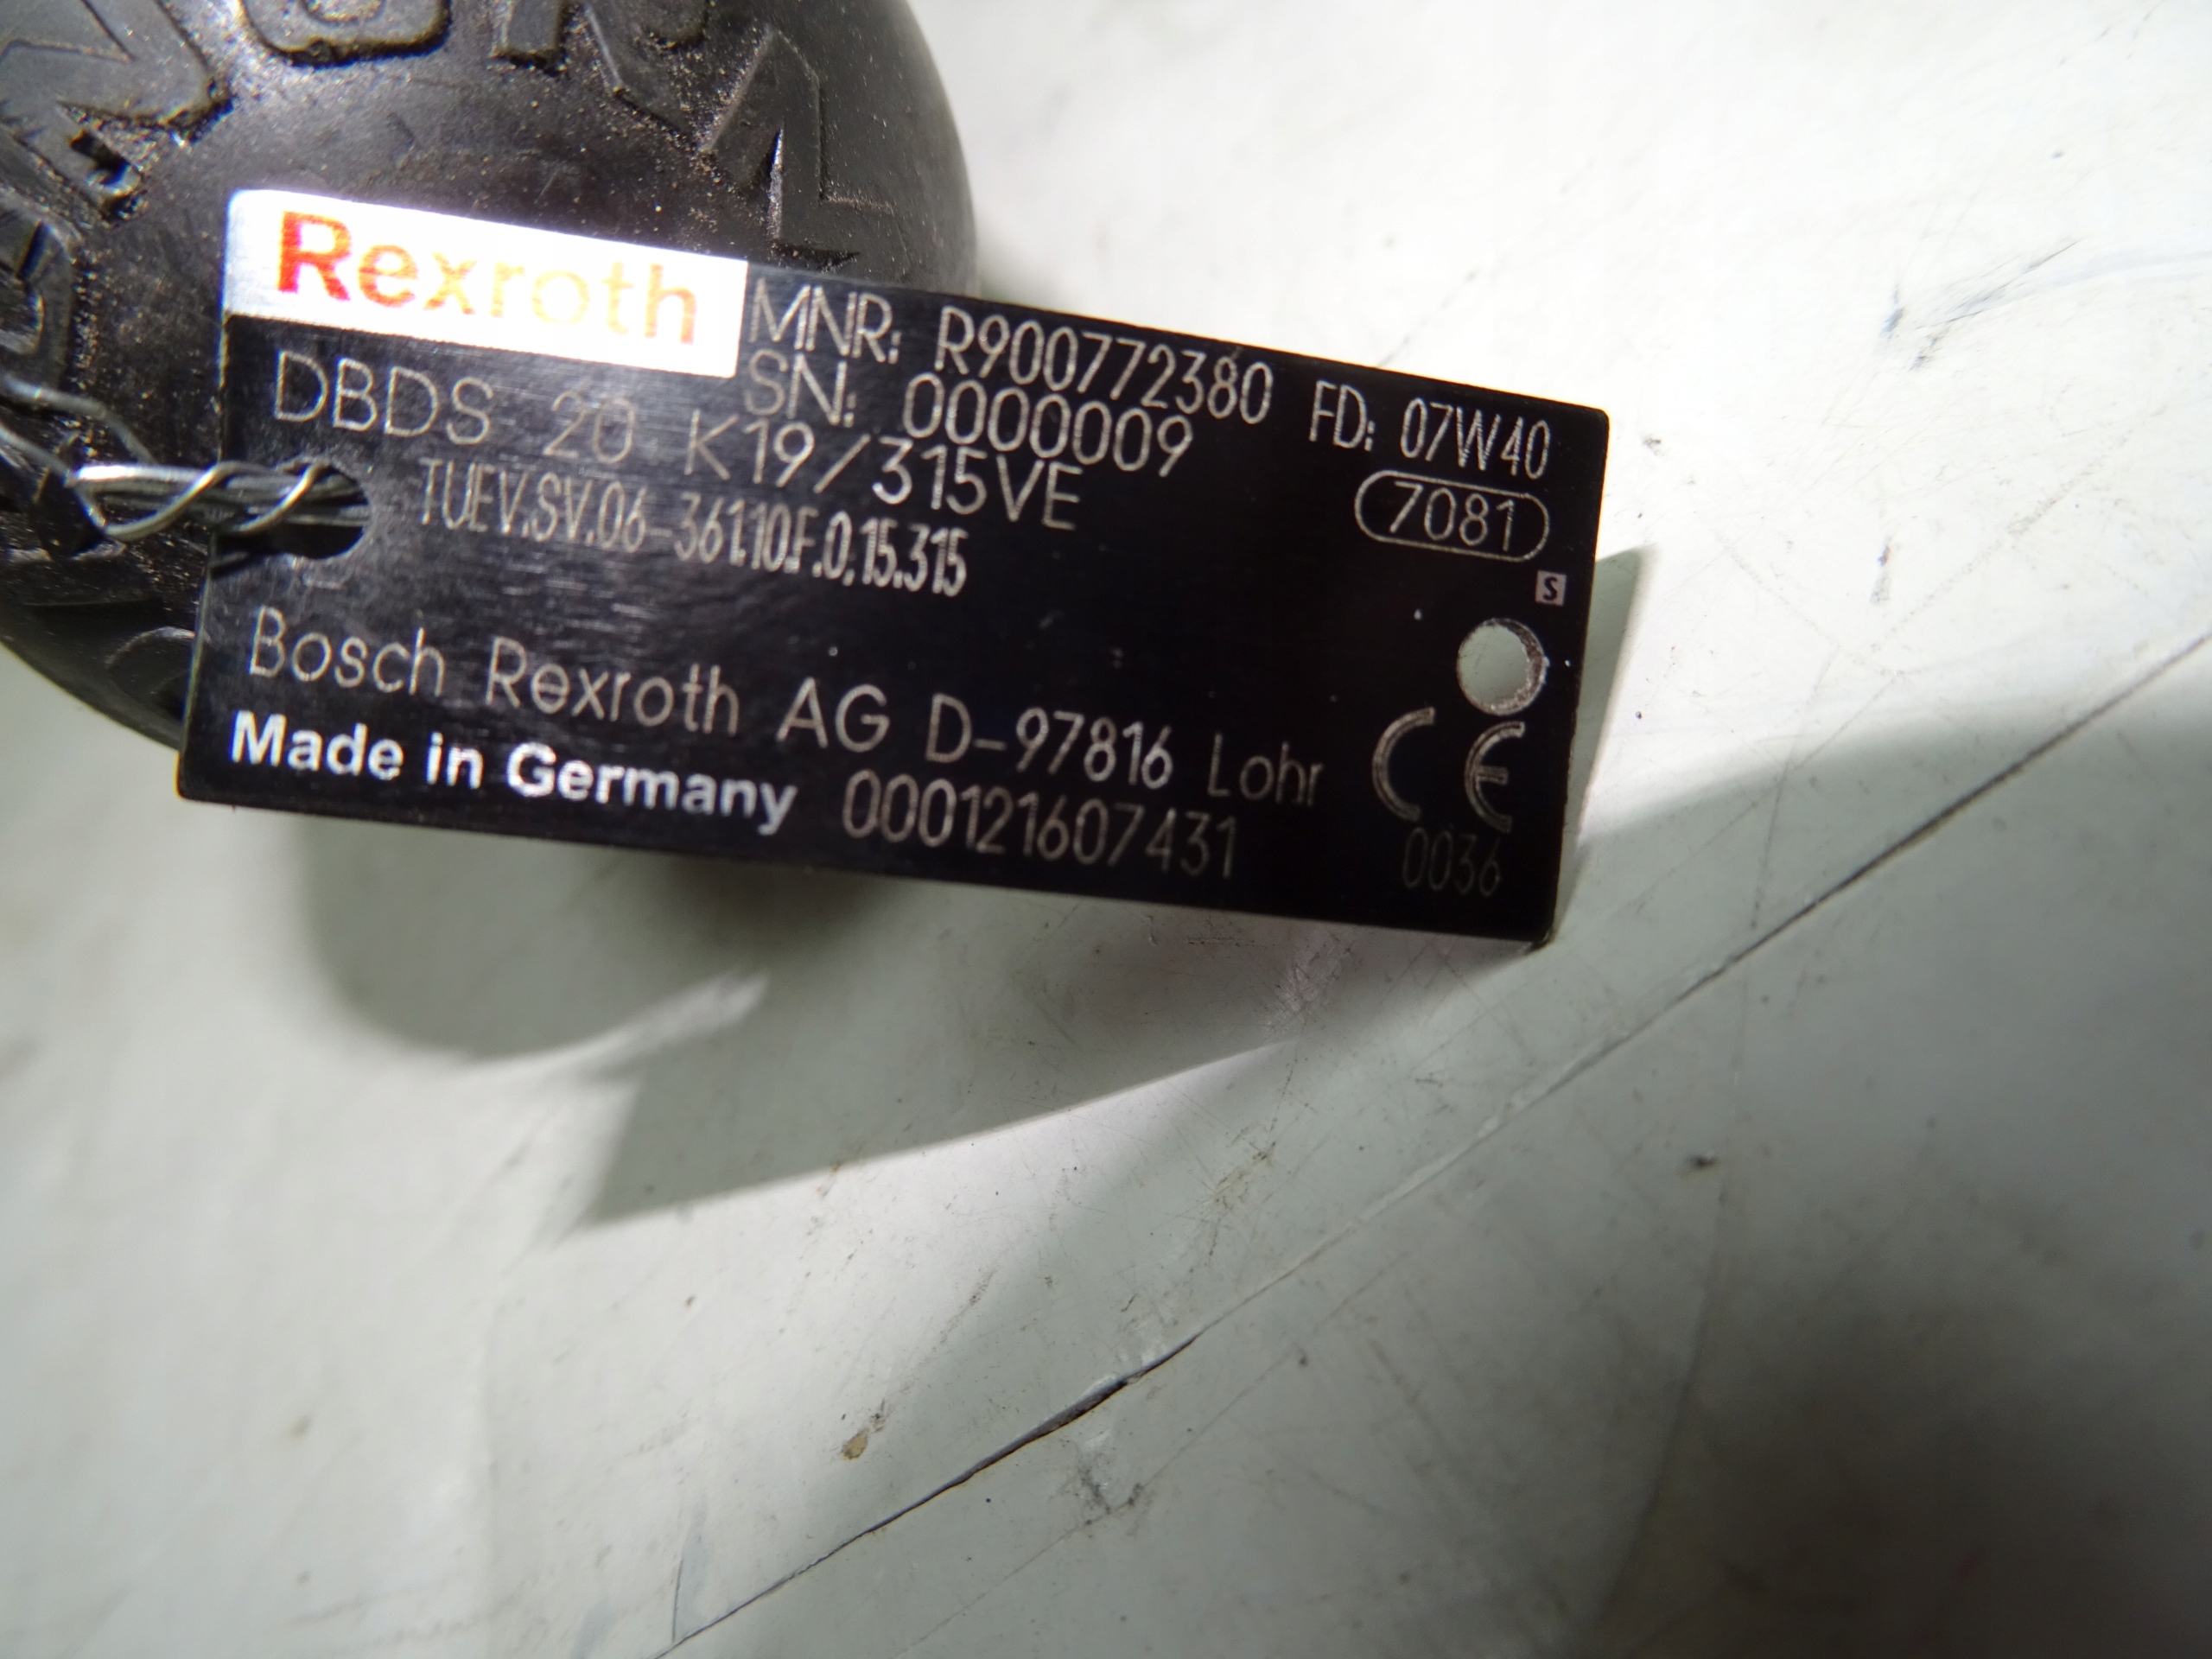 Rexroth
MNR: R900772380 FD: 07W40
SN: 0000009
7081
DBDS 20 K19/315VE
TUEV.SV.06-361.10.F.0,15.315
S
Bosch Rexroth AG D-97816 Lohr
CE
Made in Germany 000121607431
0036